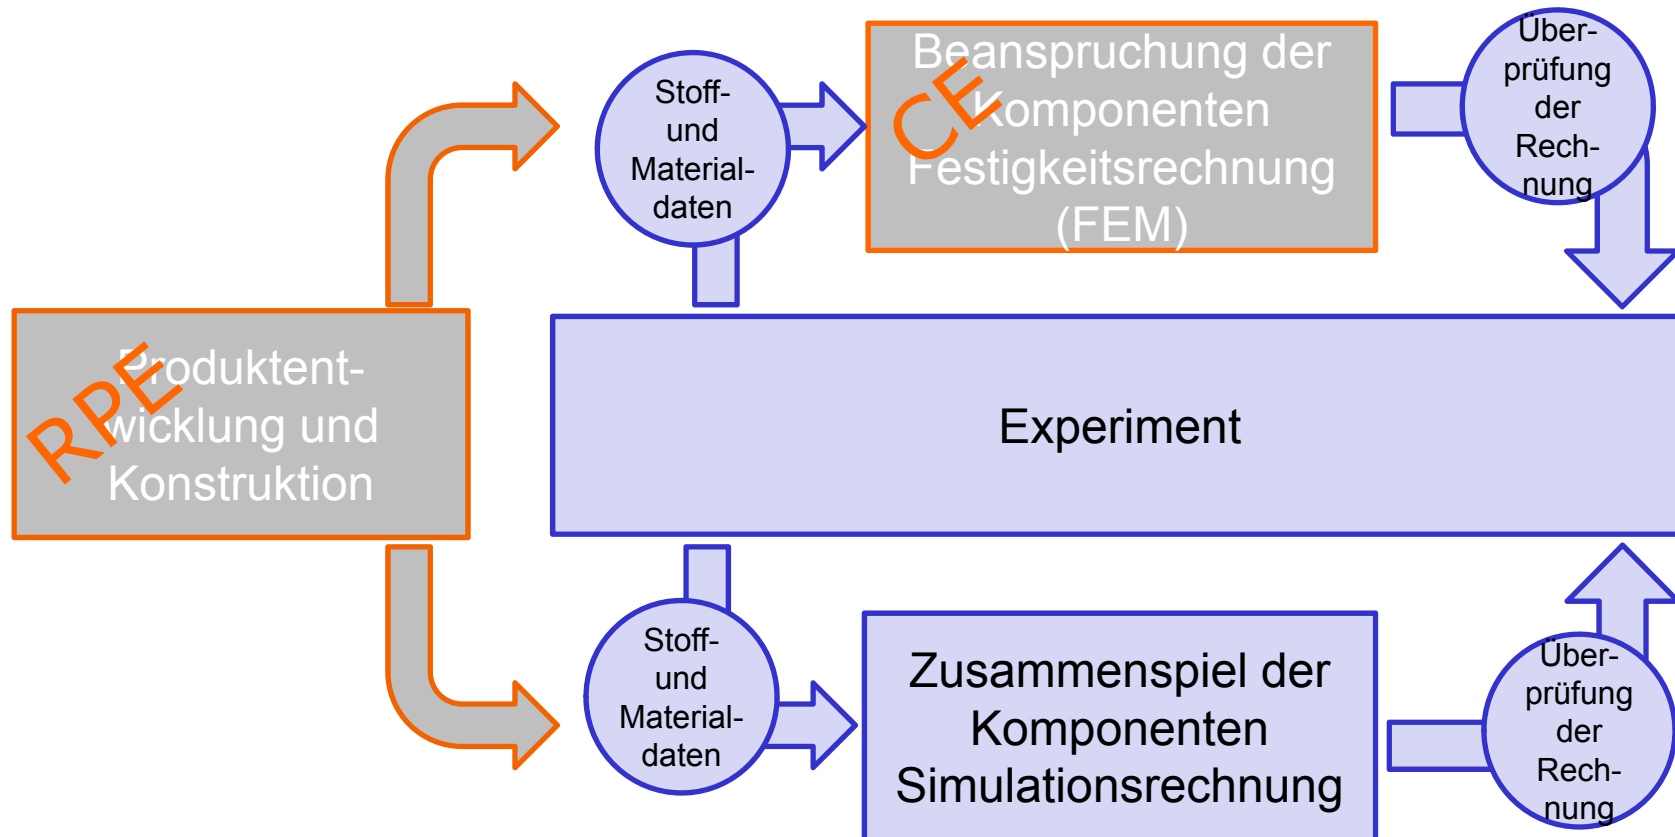 Stoff-
und
Material-
daten
Beanspruchung der
Komponenten
Festigkeitsrechnung
(FEM)
CE
Über-
prüfung
der
Rech-
nung
Produktent-
wicklung und
Konstruktion
RPE
Experiment
Stoff-
und
Material-
daten
Zusammenspiel der
Komponenten
Simulationsrechnung
Über-
prüfung
der
Rech-
nung